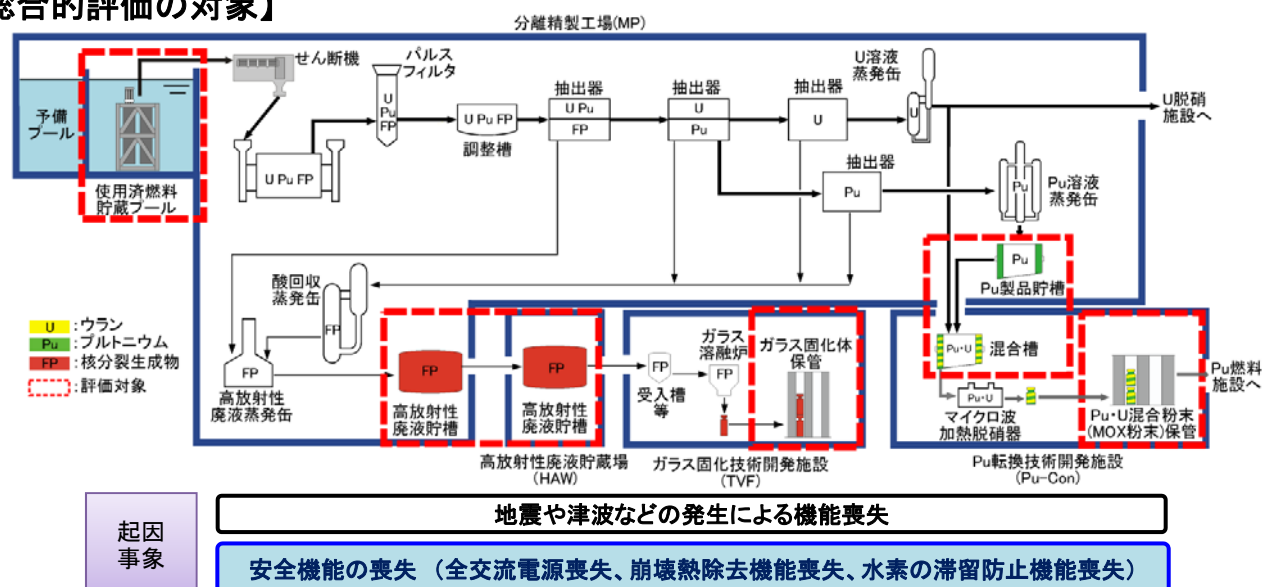 総合的評価の対象】
分離精製工場(MP)
せん断機
パルス
フィルタ
U
Pu
FP
予備
プール
使用済燃料
貯蔵プール
U Pu FP
U Pu FP
調整槽
抽出器
U Pu
FP
抽出器
U
Pu
抽出器
U
U溶液
蒸発缶
U
U脱硝
施設へ
抽出器
Pu
Pu
Pu溶液
蒸発缶
Pu
Pu製品貯槽
酸回収
蒸発缶
FP
U :ウラン
Pu :プルトニウム
FP :核分裂生成物
:評価対象
FP
高放射性
廃液蒸発缶
FP
高放射性
廃液貯槽
FP
高放射性
廃液貯槽
高放射性廃液貯蔵場
(HAW)
FP
受入槽
等
ガラス
溶融炉
FP
ガラス固化体
保管
ガラス固化技術開発施設
(TVF)
Pu・U
混合槽
Pu・U
マイクロ波
加熱脱硝器
Pu・U混合粉末
(MOX粉末)保管
Pu燃料
施設へ
Pu転換技術開発施設
(Pu-Con)
起因
事象
地震や津波などの発生による機能喪失
安全機能の喪失 (全交流電源喪失、崩壊熱除去機能喪失、水素の滞留防止機能喪失)